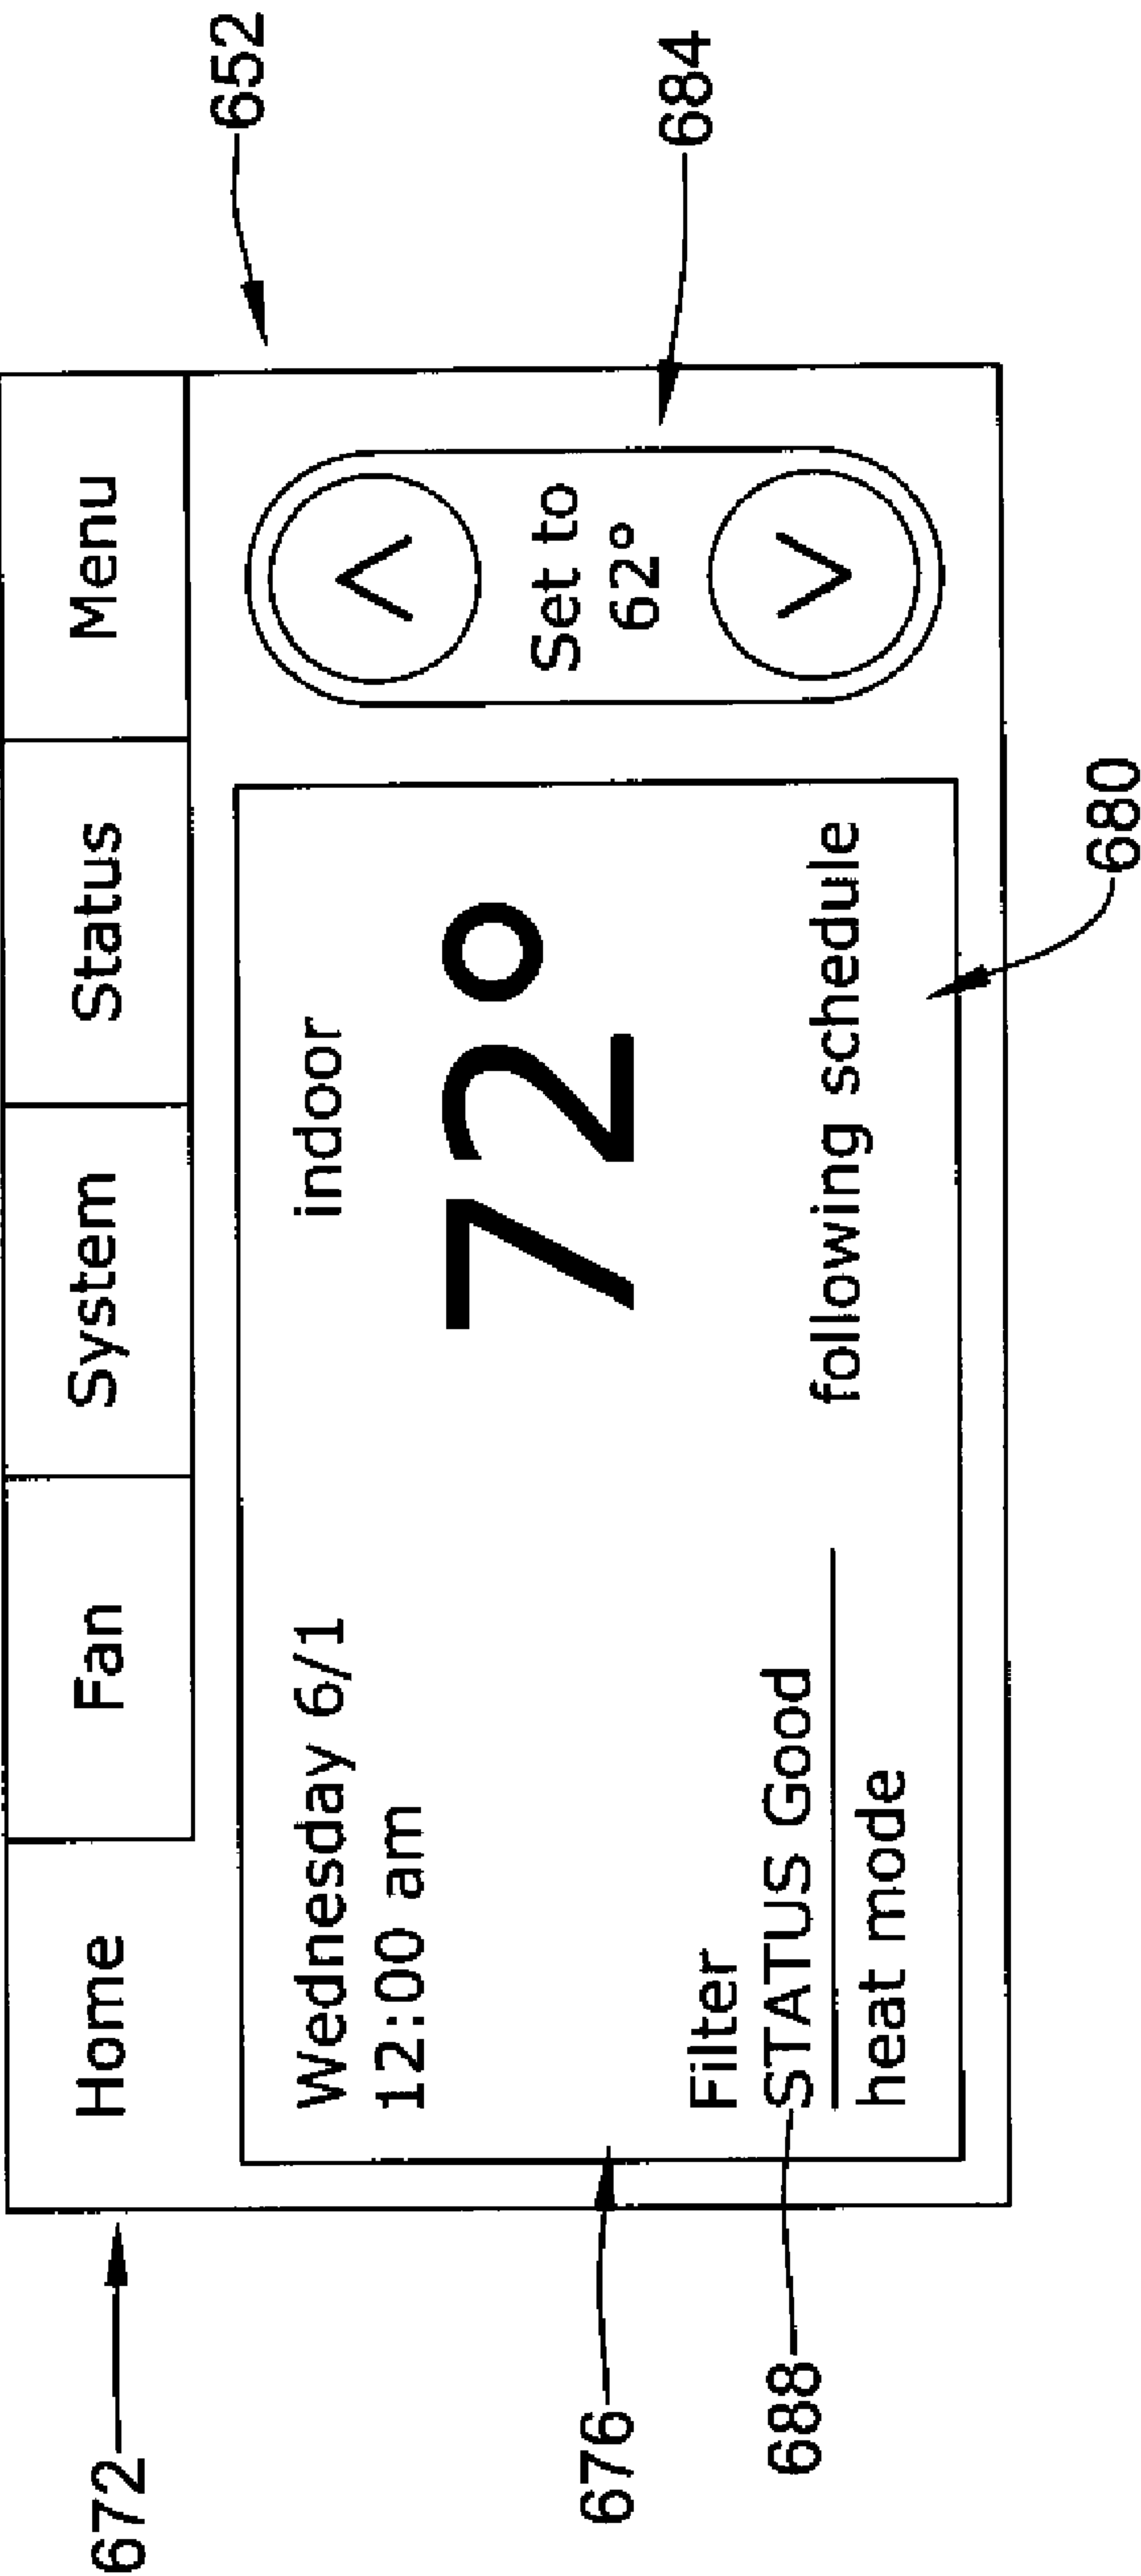 652
672
Home Fan System Status Menu
684
676
Wednesday 6/1
12:00 am
indoor
72°
Filter
STATUS Good
heat mode
following schedule
Set to
62°
688
680